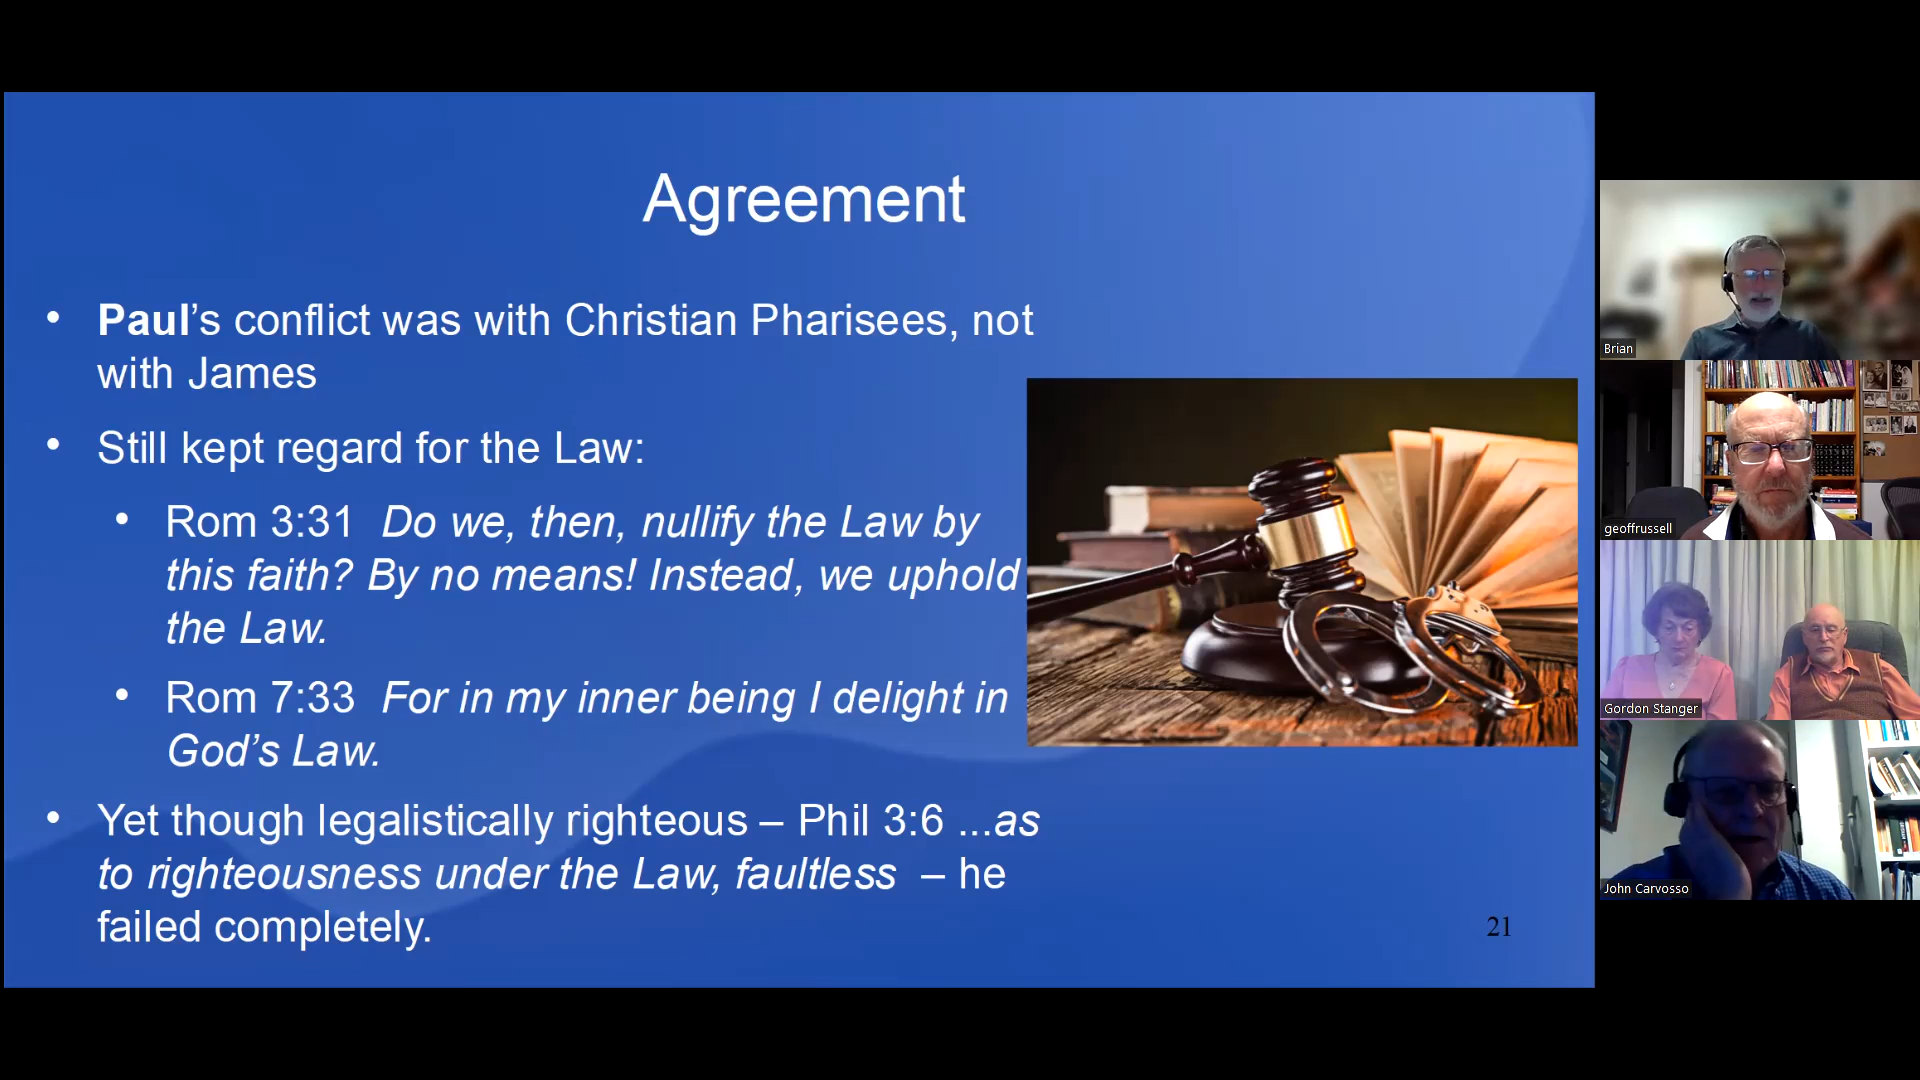 Agreement
• Paul’s conflict was with Christian Pharisees, not
with James
• Still kept regard for the Law:
• Rom 3:31 Do we, then, nullify the Law by
this faith? By no means! Instead, we uphold
the Law.
• Rom 7:33 For in my inner being I delight in
God’s Law.
• Yet though legalistically righteous – Phil 3:6 ...as
to righteousness under the Law, faultless – he
failed completely.
21
Brian
geoffrussell
Gordon Stanger
John Carvosso